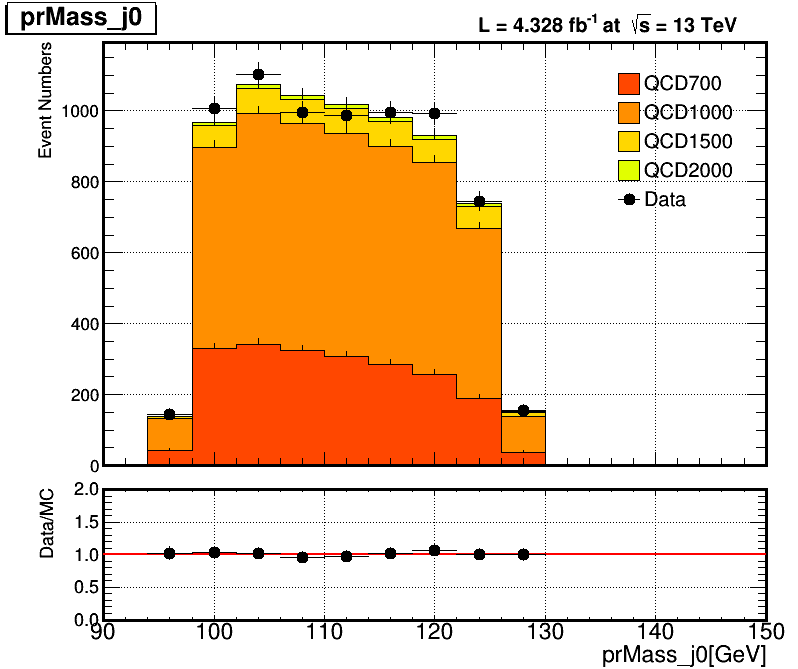 prMass_j0
L = 4.328 fb⁻¹ at √s = 13 TeV
Event Numbers
1000
800
600
400
200
0
QCD700
QCD1000
QCD1500
QCD2000
Data
Data/MC
2.0
1.5
1.0
0.5
0.0
90 100 110 120 130 140 150
prMass_j0[GeV]